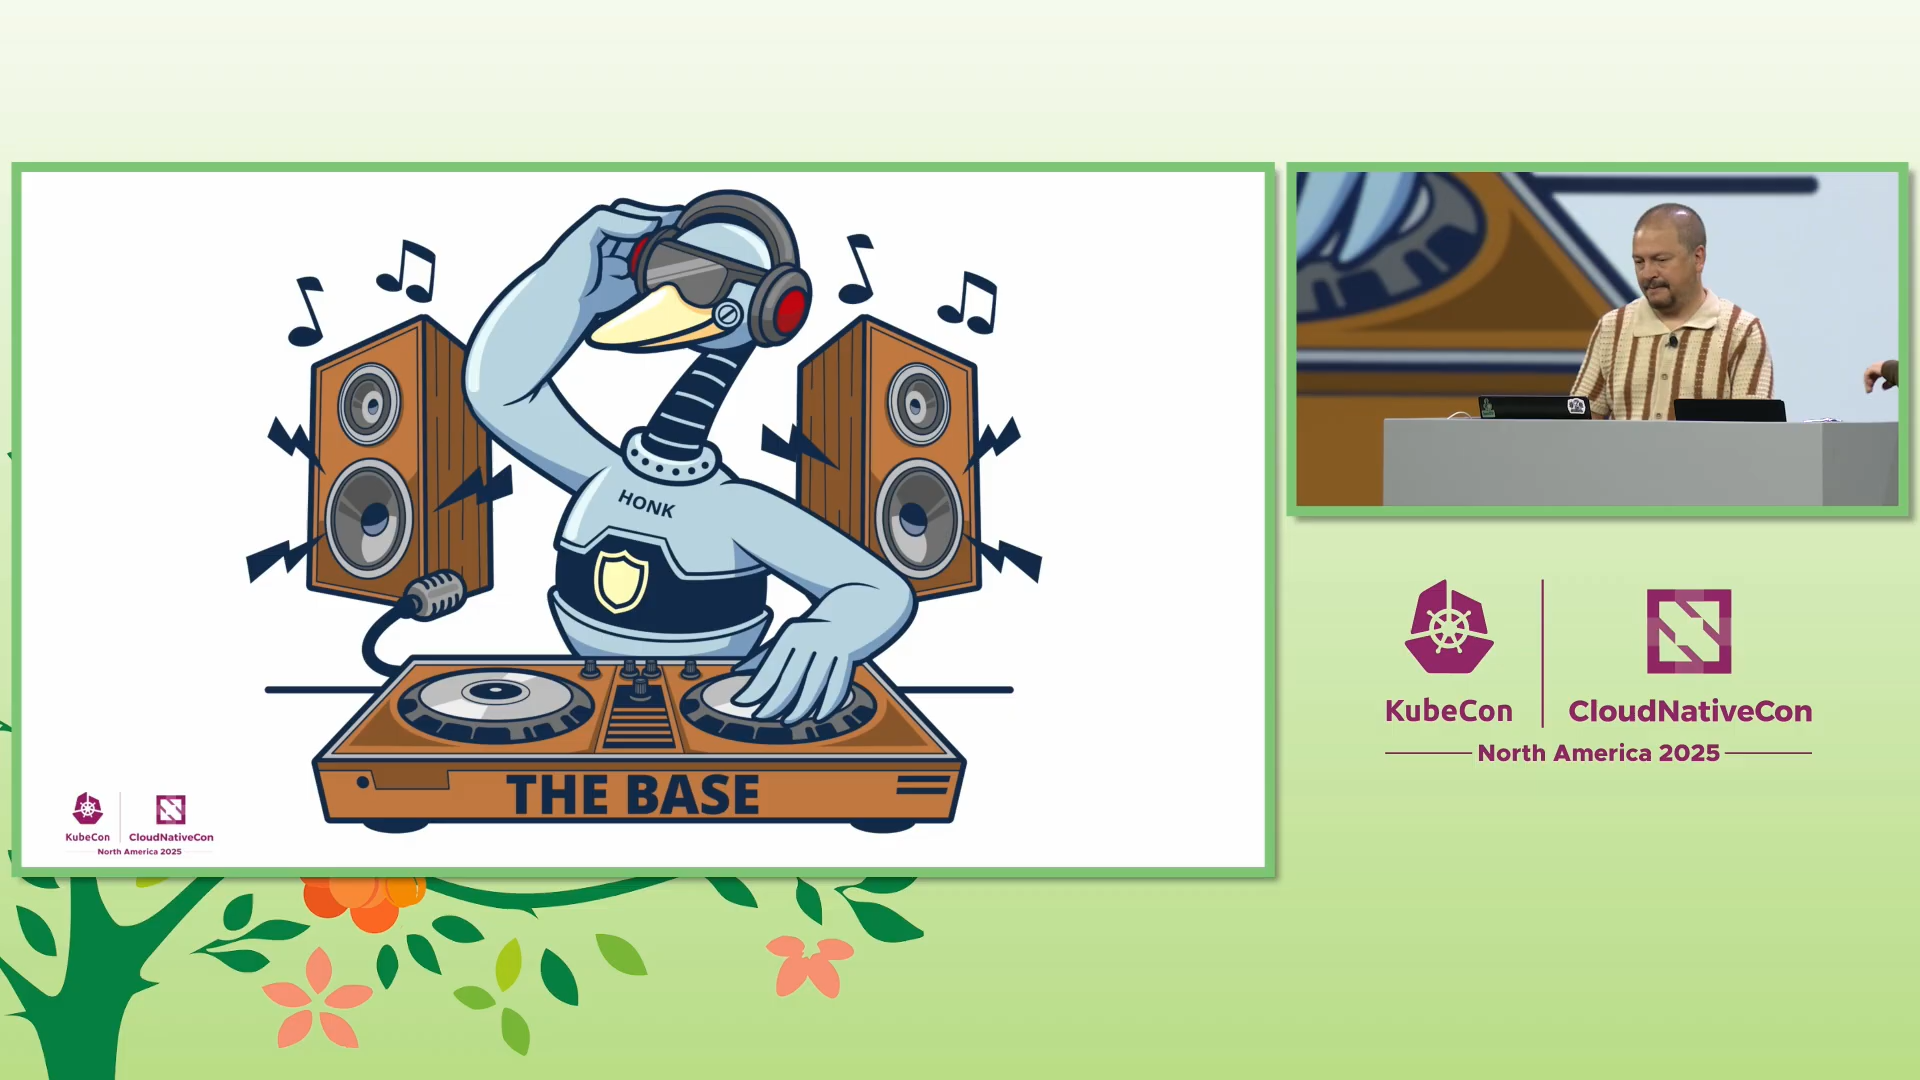 HONK
THE BASE
KubeCon
CloudNativeCon
North America 2025
KubeCon
CloudNativeCon
North America 2025